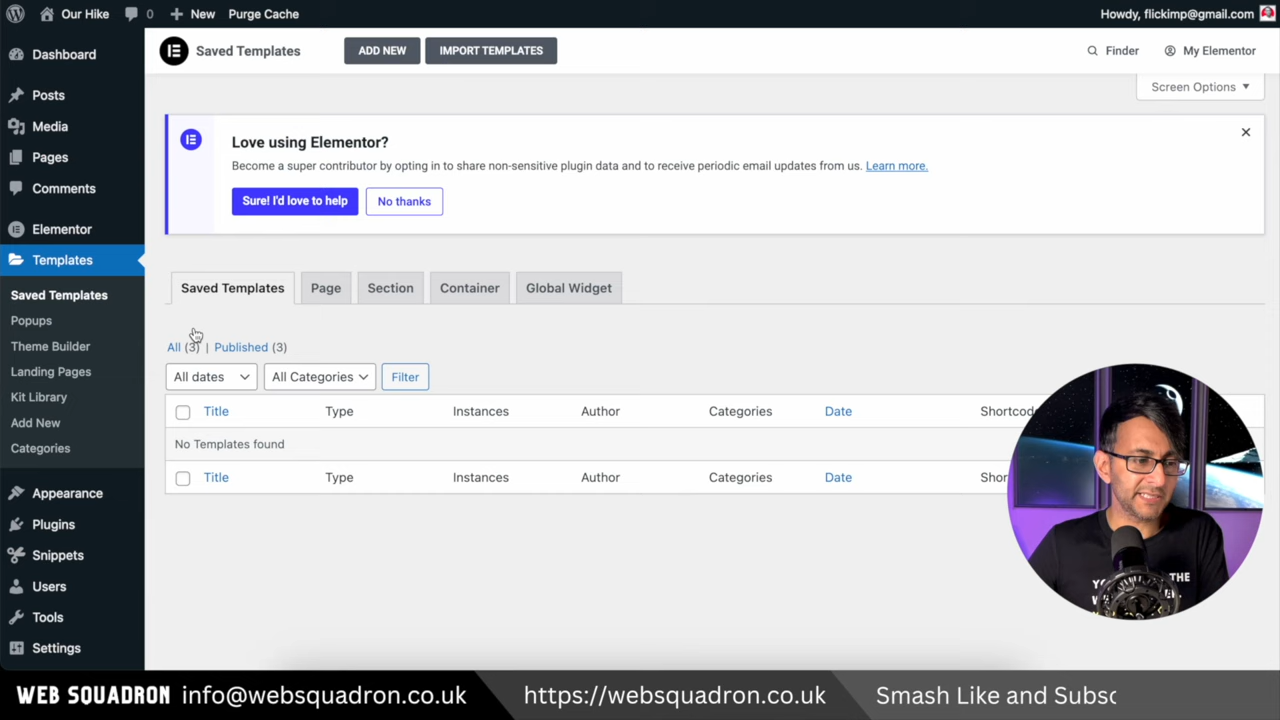 Our Hike 0 New Purge Cache Howdy, flickimp@gmail.com
Dashboard
Posts
Media
Pages
Comments
Elementor
Templates
Saved Templates
Popups
Theme Builder
Landing Pages
Kit Library
Add New
Categories
Appearance
Plugins
Snippets
Users
Tools
Settings
Saved Templates ADD NEW IMPORT TEMPLATES Finder My Elementor
Screen Options
Love using Elementor?
Become a super contributor by opting in to share non-sensitive plugin data and to receive periodic email updates from us. Learn more.
Sure! I'd love to help No thanks
Saved Templates Page Section Container Global Widget
All (3) | Published (3)
All dates All Categories Filter
Title Type Instances Author Categories Date Shortcode
No Templates found
Title Type Instances Author Categories Date
WEB SQUADRON info@websquadron.co.uk https://websquadron.co.uk Smash Like and Subsc